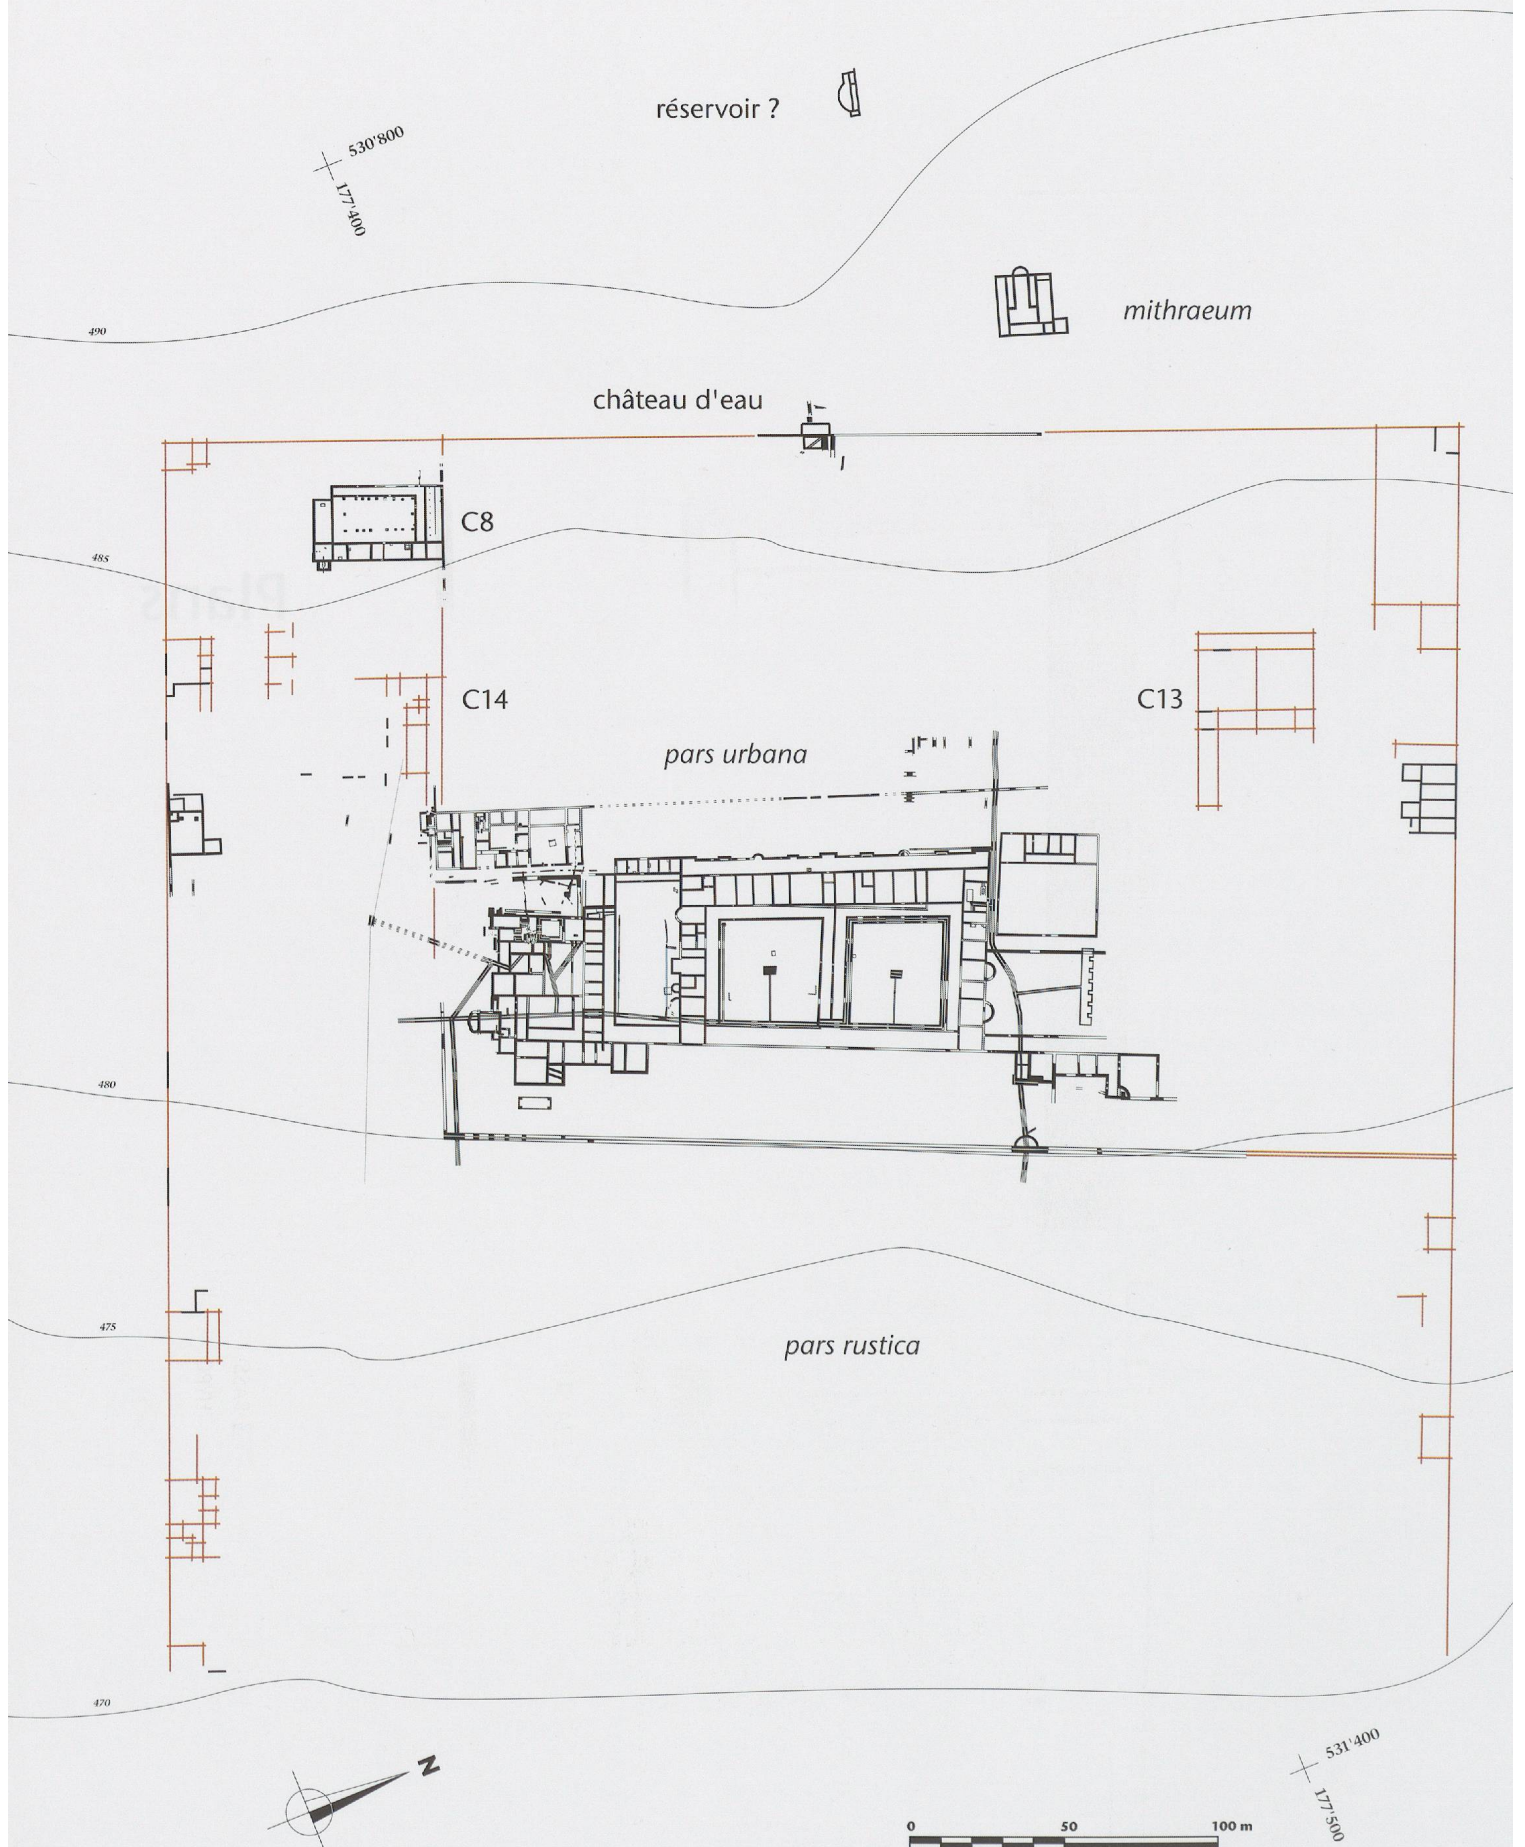 réservoir ?
530'800
177'400
490
mithraeum
château d'eau
C8
485
Plans
C14
C13
pars urbana
480
475
pars rustica
470
N
531'400
177'500
0 50 100 m